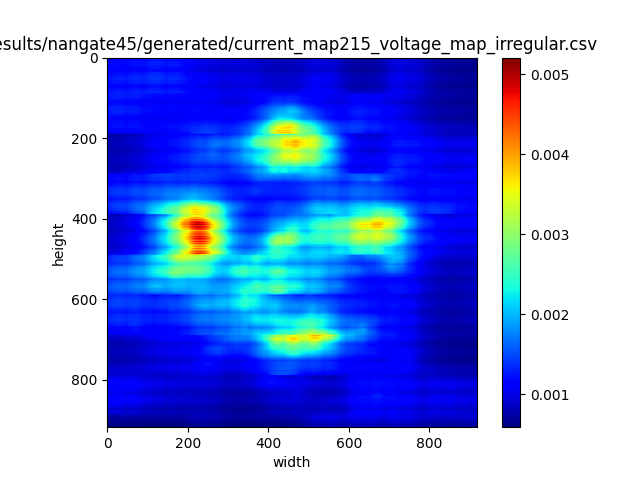 esults/nangate45/generated/current_map215_voltage_map_irregular.csv
0
200
400
600
800
height
0 200 400 600 800
width
0.005
0.004
0.003
0.002
0.001